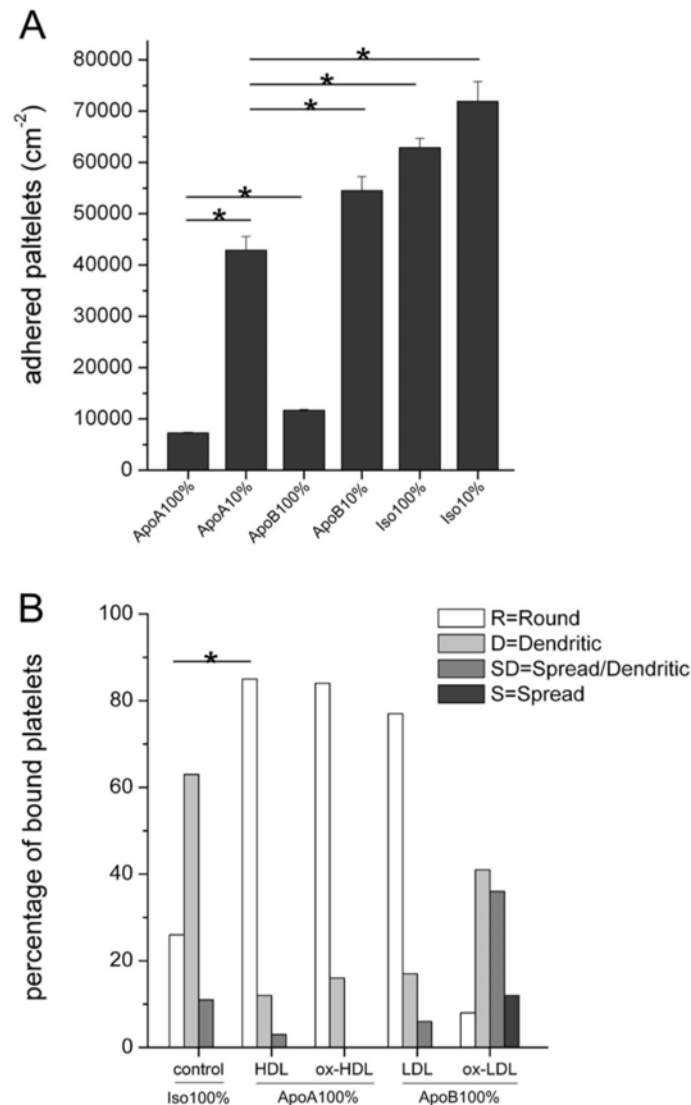 A
adhered paltelets (cm-2)
80000
70000
60000
50000
40000
30000
20000
10000
0
* * * * *
ApoA100% ApoA10% ApoB100% ApoB10% Iso100% Iso10%
B
percentage of bound platelets
100
80
60
40
20
0
*
R=Round
D=Dendritic
SD=Spread/Dendritic
S=Spread
control HDL ox-HDL LDL ox-LDL
Iso100% ApoA100% ApoB100%